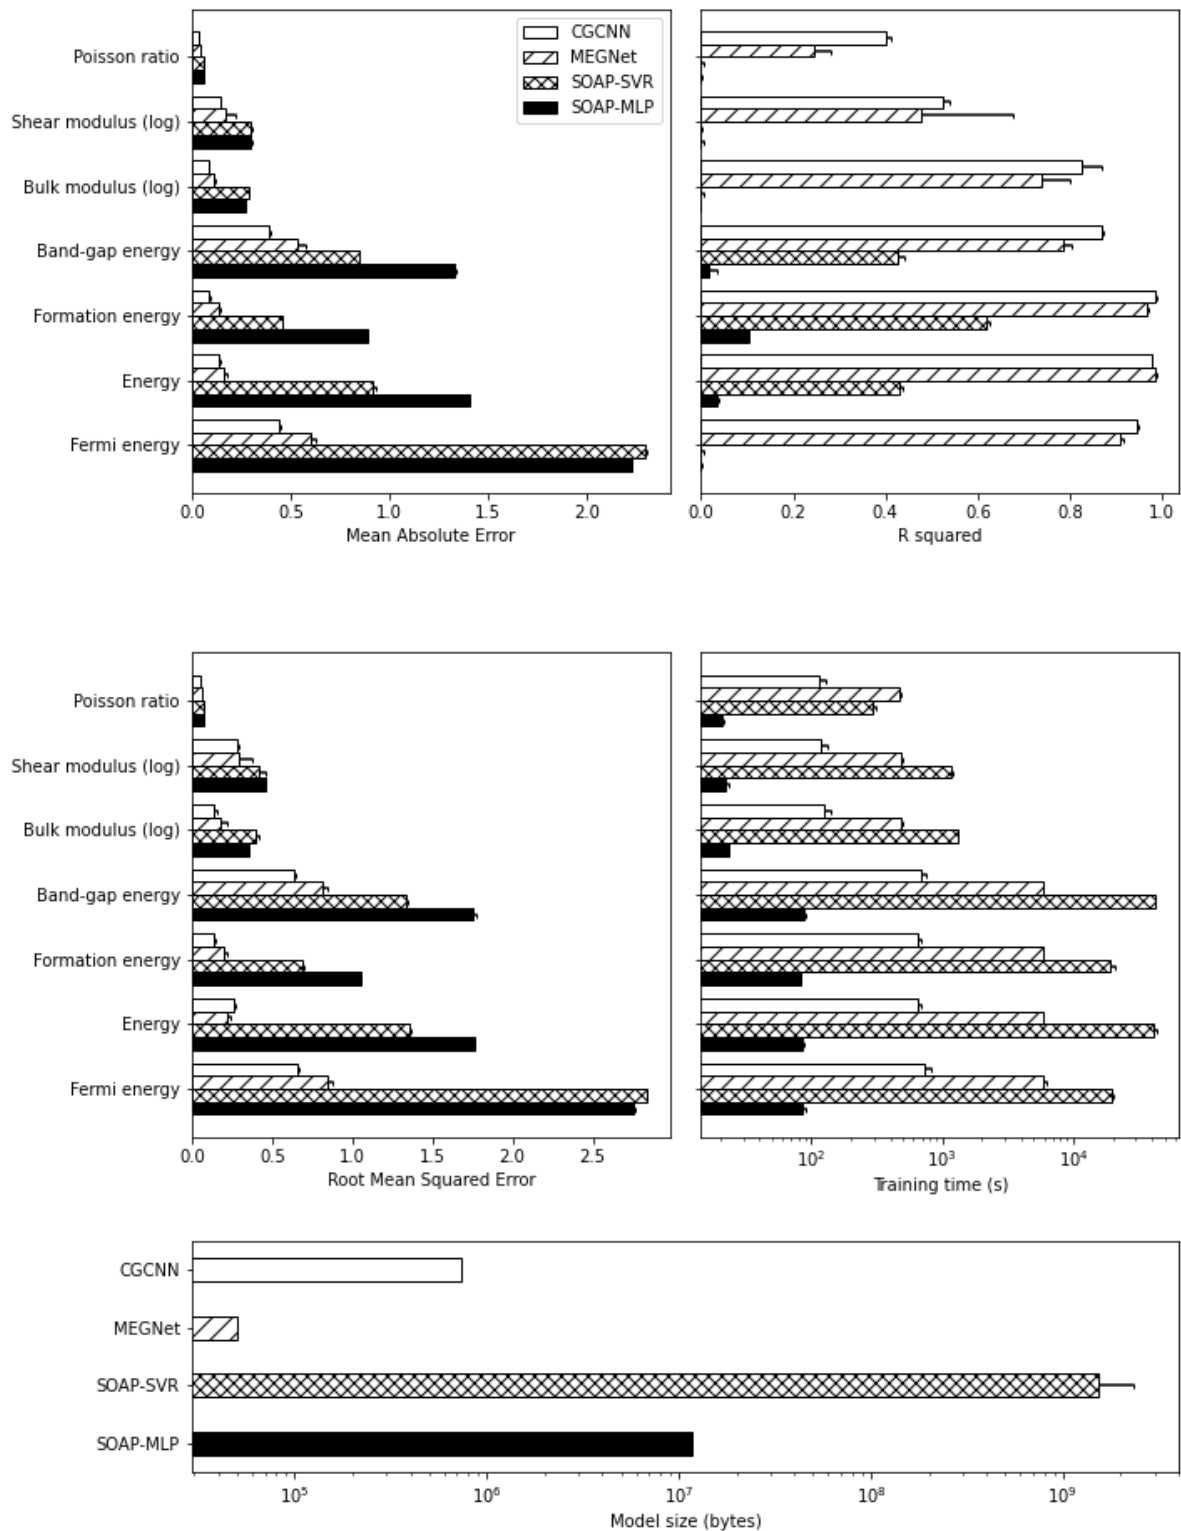 CGCNN
MEGNet
SOAP-SVR
SOAP-MLP
Poisson ratio
Shear modulus (log)
Bulk modulus (log)
Band-gap energy
Formation energy
Energy
Fermi energy
0.0 0.5 1.0 1.5 2.0
Mean Absolute Error
0.0 0.2 0.4 0.6 0.8 1.0
R squared
Poisson ratio
Shear modulus (log)
Bulk modulus (log)
Band-gap energy
Formation energy
Energy
Fermi energy
0.0 0.5 1.0 1.5 2.0 2.5
Root Mean Squared Error
10² 10³ 10⁴
Training time (s)
CGCNN
MEGNet
SOAP-SVR
SOAP-MLP
10⁵ 10⁶ 10⁷ 10⁸ 10⁹
Model size (bytes)